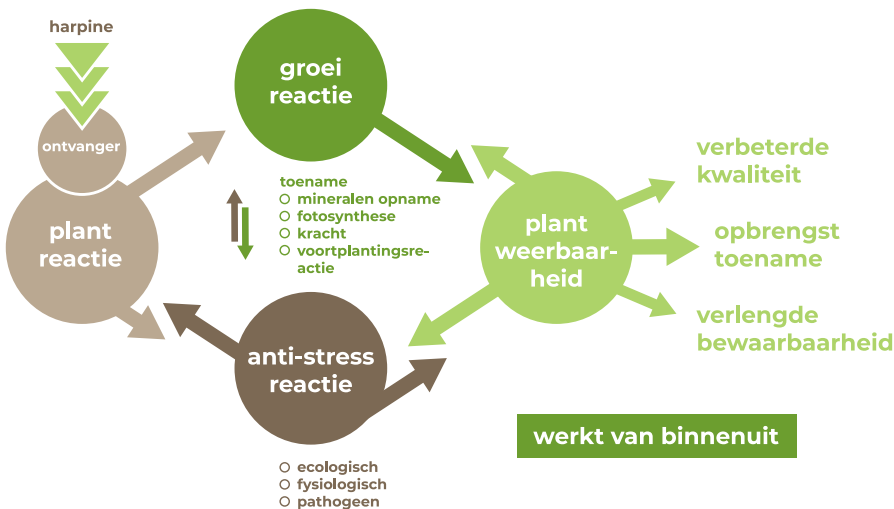 harpine
ontvanger
plant
reactie
groei
reactie
toename
mineralen opname
fotosynthese
kracht
voortplantingsre-
actie
anti-stress
reactie
ecologisch
fysiologisch
pathogeen
plant
weerbaar-
heid
verbeterde
kwaliteit
opbrengst
toename
verlengde
bewaarbaarheid
werkt van binnenuit